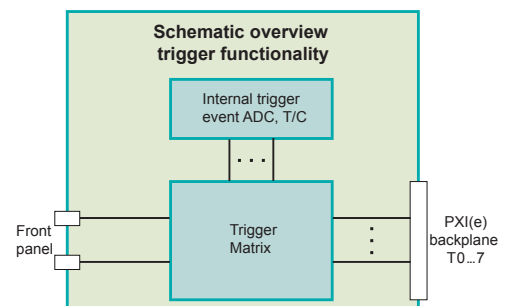 Schematic overview
trigger functionality
Internal trigger
event ADC, T/C
...
Front
panel
Trigger
Matrix
PXI(e)
backplane
T0...7